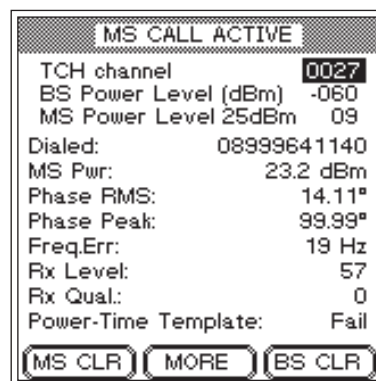 MS CALL ACTIVE
TCH channel 0027
BS Power Level (dBm) -060
MS Power Level 25dBm 09
Dialed: 08999641140
MS Pwr: 23.2 dBm
Phase RMS: 14.11°
Phase Peak: 99.99°
Freq.Err: 19 Hz
Rx Level: 57
Rx Qual.: 0
Power-Time Template: Fail
MS CLR MORE BS CLR